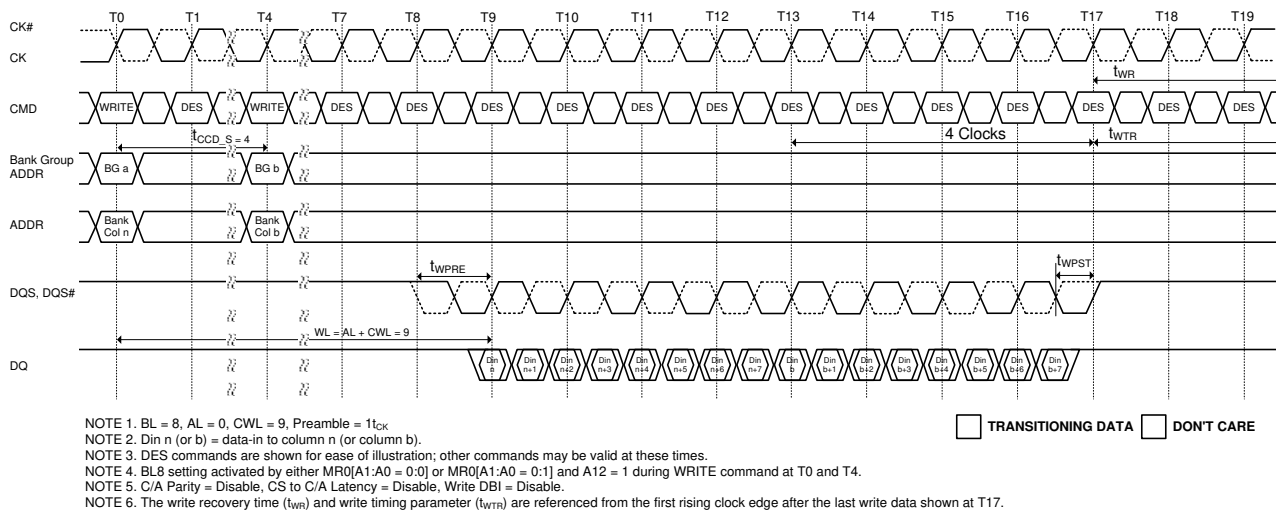 T0 T1 T4 T7 T8 T9 T10 T11 T12 T13 T14 T15 T16 T17 T18 T19
CK#
CK
tWR
CMD WRITE DES WRITE DES DES DES DES DES DES DES DES DES DES DES DES DES
tCCD_S = 4
4 Clocks
tWTR
Bank Group
ADDR
BG a BG b
ADDR
Bank
Col n
Bank
Col b
tWPRE
tWPST
DQS, DQS#
WL = AL + CWL = 9
DQ
Din
n
Din
n+1
Din
n+2
Din
n+3
Din
n+4
Din
n+5
Din
n+6
Din
n+7
Din
b
Din
b+1
Din
b+2
Din
b+3
Din
b+4
Din
b+5
Din
b+6
Din
b+7
NOTE 1. BL = 8, AL = 0, CWL = 9, Preamble = 1tCK
NOTE 2. Din n (or b) = data-in to column n (or column b).
NOTE 3. DES commands are shown for ease of illustration; other commands may be valid at these times.
NOTE 4. BL8 setting activated by either MR0[A1:A0 = 0:0] or MR0[A1:A0 = 0:1] and A12 = 1 during WRITE command at T0 and T4.
NOTE 5. C/A Parity = Disable, CS to C/A Latency = Disable, Write DBI = Disable.
NOTE 6. The write recovery time (tWR) and write timing parameter (tWTR) are referenced from the first rising clock edge after the last write data shown at T17.
TRANSITIONING DATA DON'T CARE